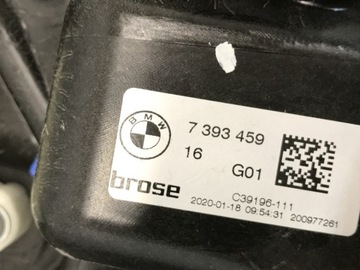 BMW
7 393 459
16 G01
brose
C39196-111
2020-01-18 09:54:31 200977261